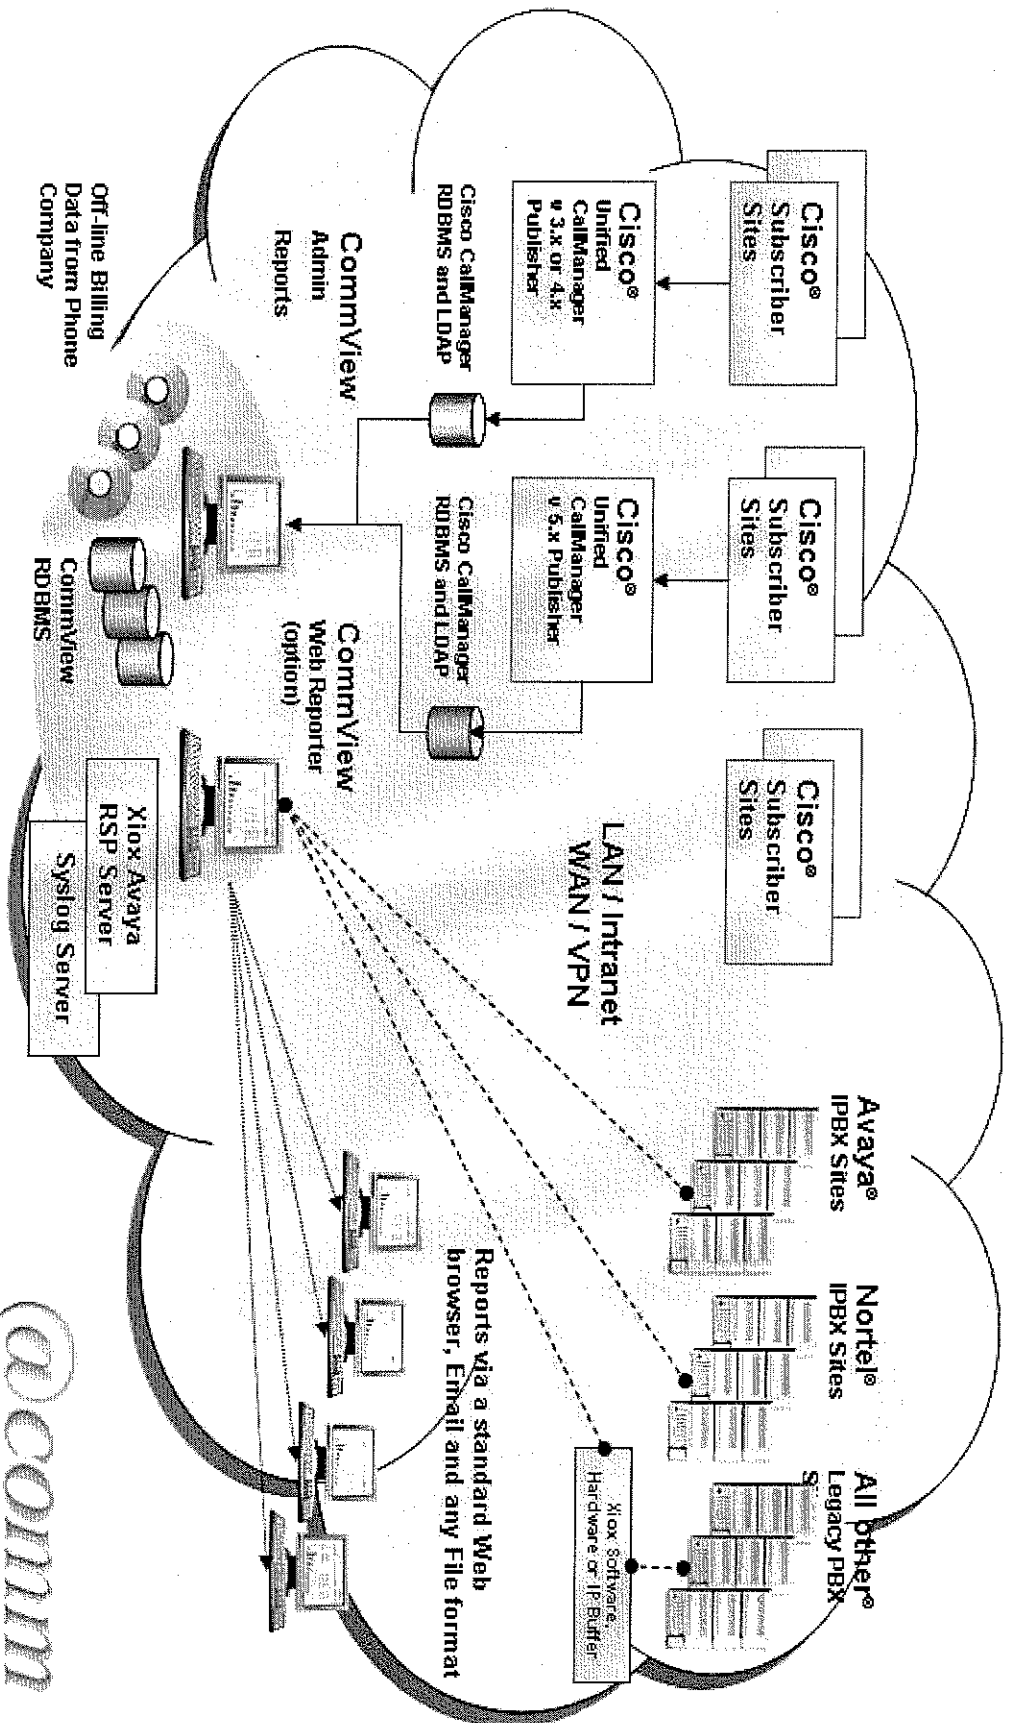 Cisco®
Subscriber
Sites
Cisco®
Subscriber
Sites
Cisco®
Subscriber
Sites
Avaya®
IPBX Sites
Nortel®
IPBX Sites
All other®
Legacy PBX
S
Cisco®
Unified
CallManager
v 3.x or 4.x
Publisher
Cisco®
Unified
CallManager
v 5.x Publisher
LAN / Intranet
WAN / VPN
Xiox Software,
Hardware or IP Buffer
Cisco CallManager
RDBMS and LDAP
Cisco CallManager
RDBMS and LDAP
Reports via a standard Web
browser, Email and any File format
CommView
Admin
Reports
CommView
Web Reporter
(option)
Off-line Billing
Data from Phone
Company
CommView
RDBMS
Xiox Avaya
RSP Server
Syslog Server
@comm